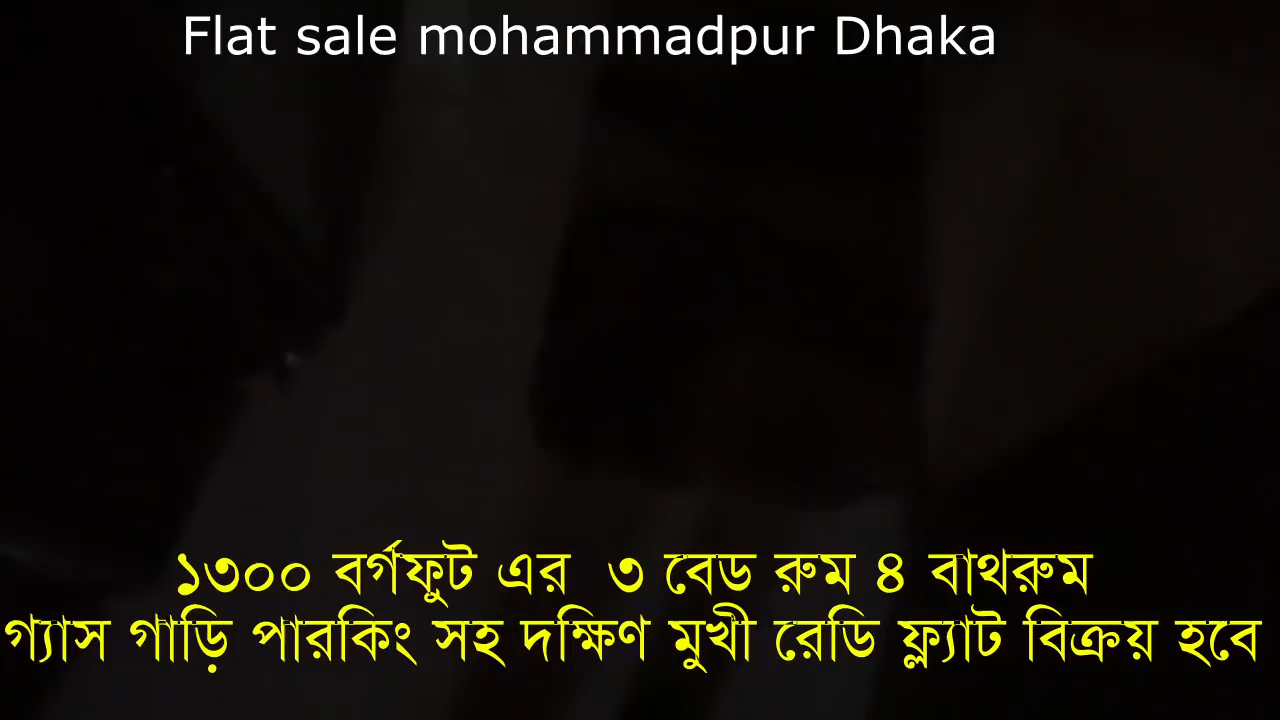 Flat sale mohammadpur Dhaka
১৩০০ বর্গফুট এর ৩ বেড রুম ৪ বাথরুম
গ্যাস গাড়ি পারকিং সহ দক্ষিণ মুখী রেডি ফ্ল্যাট বিক্রয় হবে